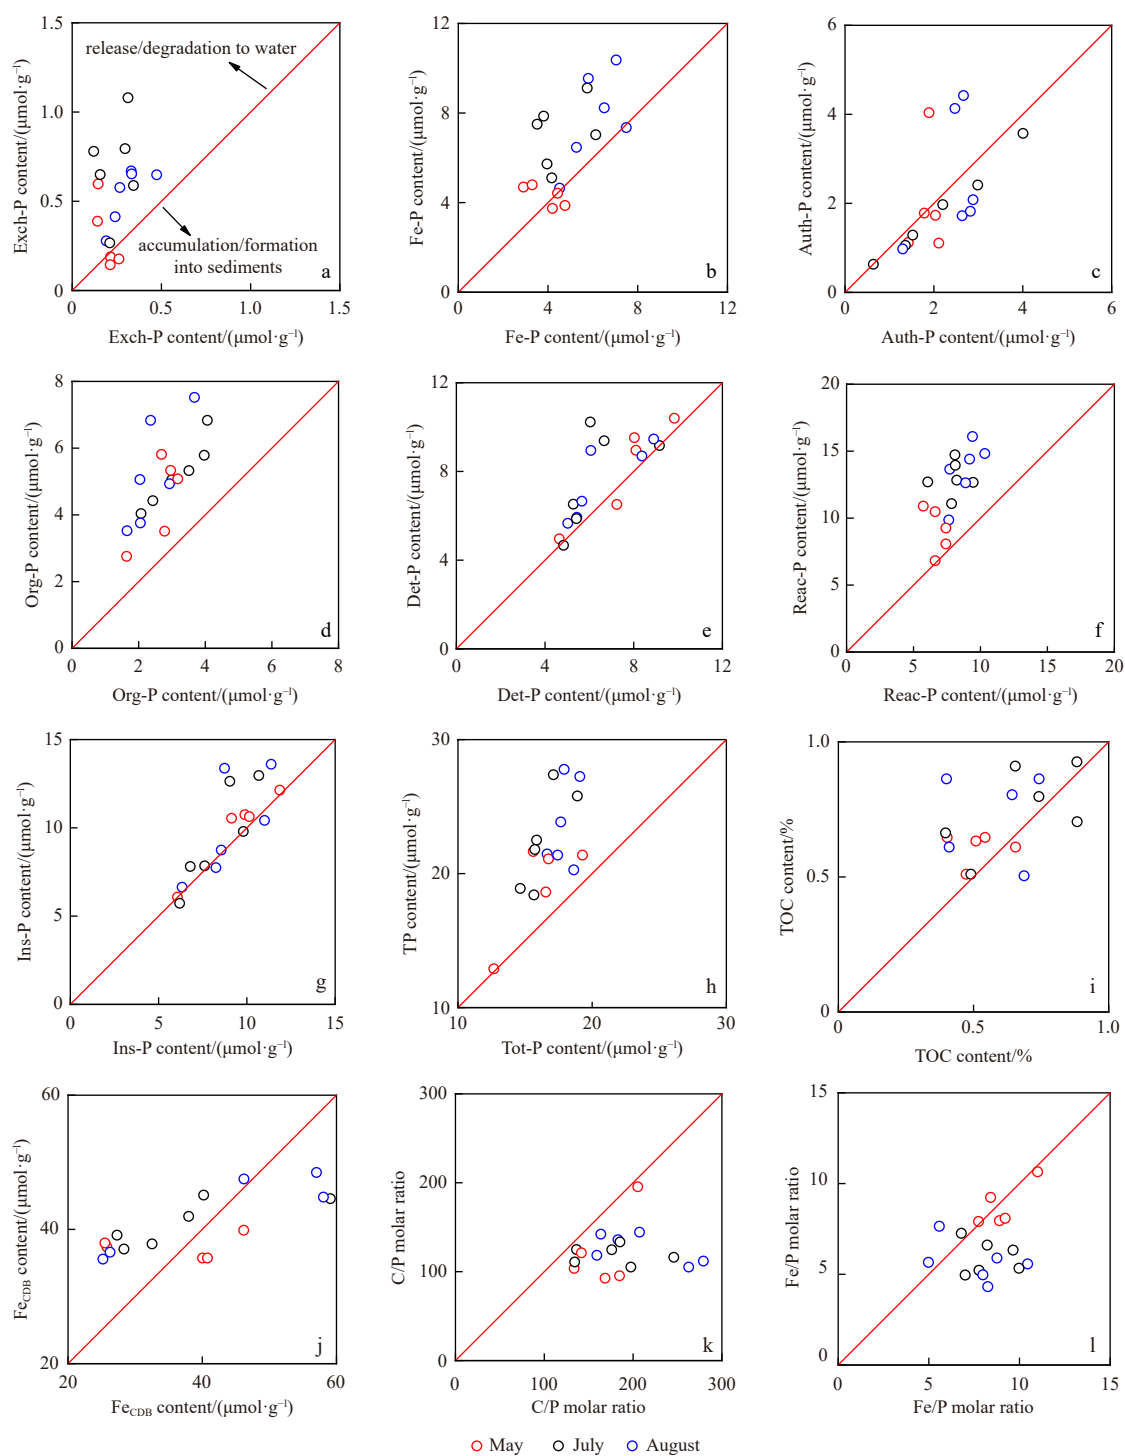 1.5
1.0
0.5
0
Exch-P content/(μmol·g⁻¹)
release/degradation to water
accumulation/formation
into sediments
a
0
0.5
1.0
1.5
Exch-P content/(μmol·g⁻¹)
12
8
4
0
Fe-P content/(μmol·g⁻¹)
b
0
4
8
12
Fe-P content/(μmol·g⁻¹)
6
4
2
0
Auth-P content/(μmol·g⁻¹)
c
0
2
4
6
Auth-P content/(μmol·g⁻¹)
8
6
4
2
0
Org-P content/(μmol·g⁻¹)
d
0
2
4
6
8
Org-P content/(μmol·g⁻¹)
12
8
4
0
Det-P content/(μmol·g⁻¹)
e
0
4
8
12
Det-P content/(μmol·g⁻¹)
20
15
10
5
0
Reac-P content/(μmol·g⁻¹)
f
0
5
10
15
20
Reac-P content/(μmol·g⁻¹)
15
10
5
0
Ins-P content/(μmol·g⁻¹)
g
0
5
10
15
Ins-P content/(μmol·g⁻¹)
30
20
10
TP content/(μmol·g⁻¹)
h
10
20
30
Tot-P content/(μmol·g⁻¹)
1.0
0.5
0
TOC content/%
i
0
0.5
1.0
TOC content/%
60
40
20
Fe_CDB content/(μmol·g⁻¹)
j
20
40
60
Fe_CDB content/(μmol·g⁻¹)
300
200
100
0
C/P molar ratio
k
0
100
200
300
C/P molar ratio
15
10
5
0
Fe/P molar ratio
l
0
5
10
15
Fe/P molar ratio
May July August